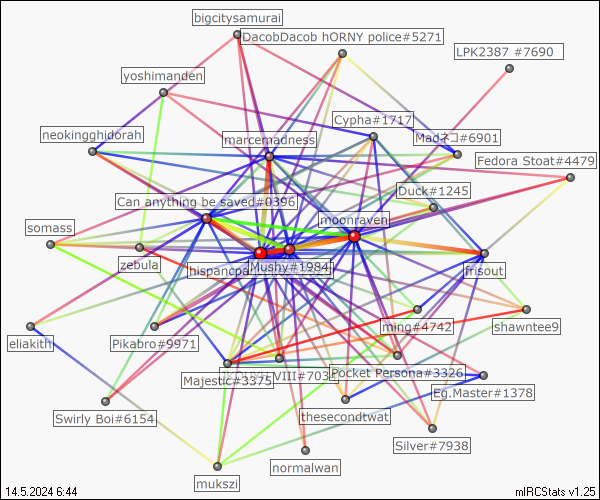 bigcitysamurai
DacobDacob hORNY police#5271
LPK2387 #7690
yoshimanden
Cypha#1717
neokingghidorah
marcemadness
Madネコ#6901
Fedora Stoat#4479
Duck#1245
Can anything be saved#0396
moonraven
somass
zebula
hispancpa
Mushy#1984
frisout
ming#4742
shawntee9
eliakith
Pikabro#9971
Majestic#3375
VIII#703
Pocket Persona#3326
Eg.Master#1378
Swirly Boi#6154
thesecondtwat
Silver#7938
normalwan
mukszi
14.5.2024 6:44
mIRCStats v1.25